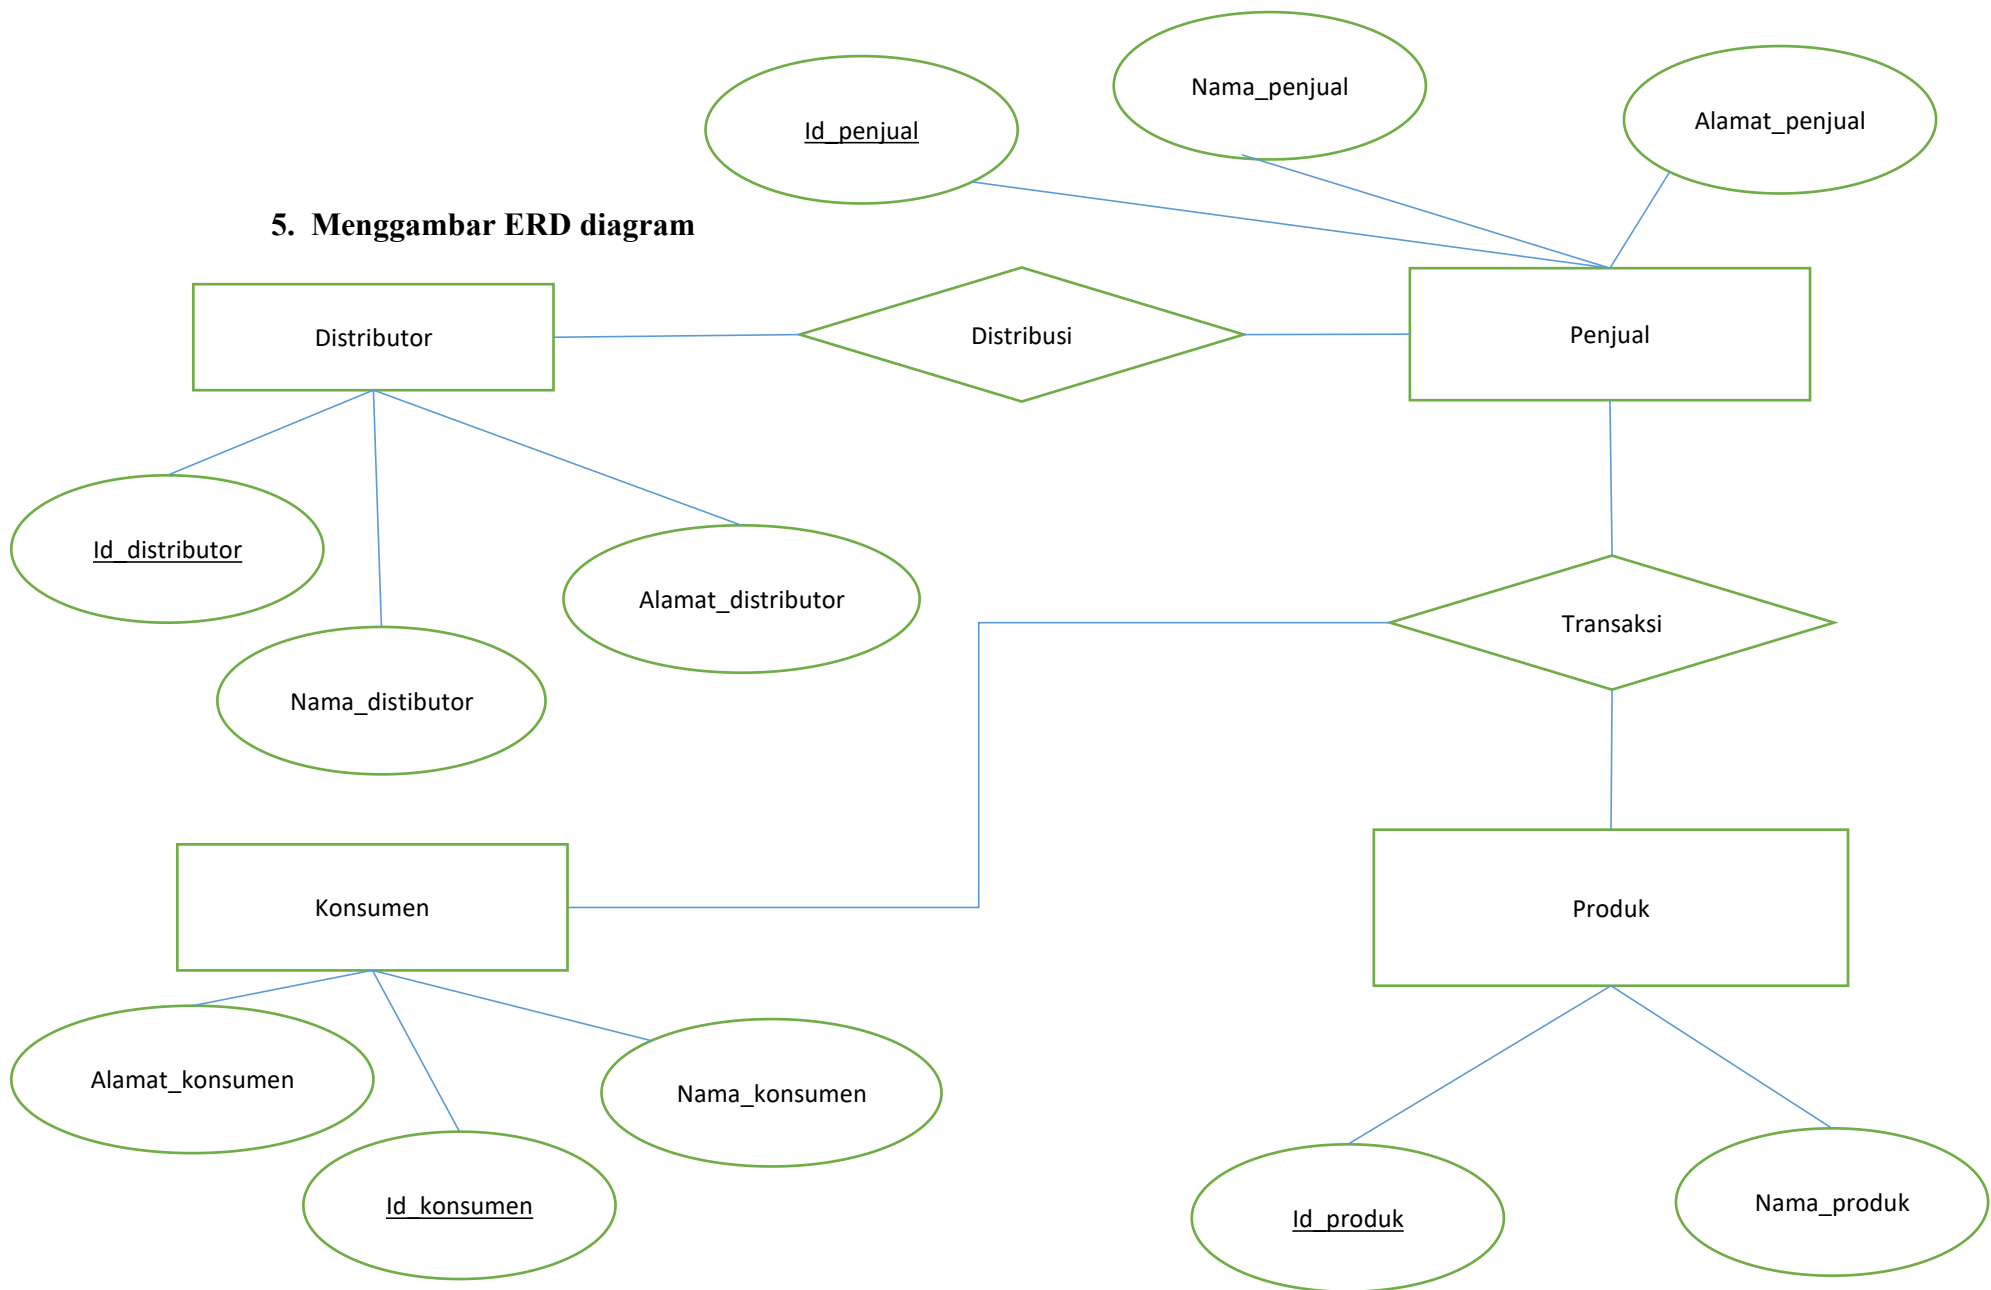 Nama_penjual
Alamat_penjual
Id_penjual
5. Menggambar ERD diagram
Distributor
Distribusi
Penjual
Id_distributor
Alamat_distributor
Transaksi
Nama_distibutor
Konsumen
Produk
Alamat_konsumen
Nama_konsumen
Id_konsumen
Id_produk
Nama_produk